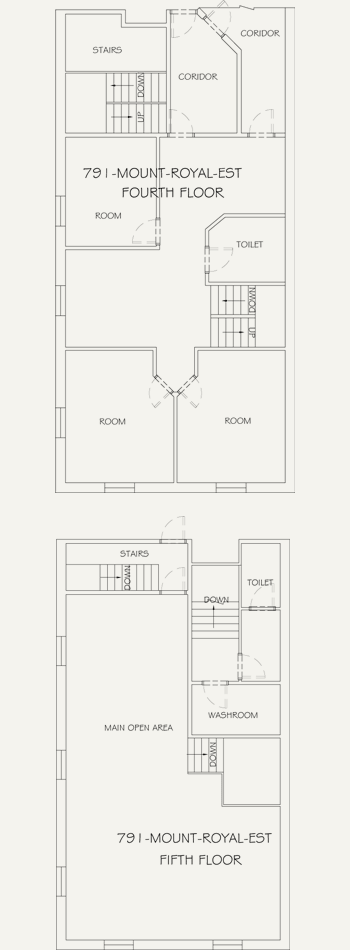 CORIDOR
STAIRS
CORIDOR
DOWN
UP
791-MOUNT-ROYAL-EST
FOURTH FLOOR
ROOM
TOILET
DOWN
UP
ROOM
ROOM
STAIRS
DOWN
TOILET
DOWN
WASHROOM
MAIN OPEN AREA
DOWN
791-MOUNT-ROYAL-EST
FIFTH FLOOR